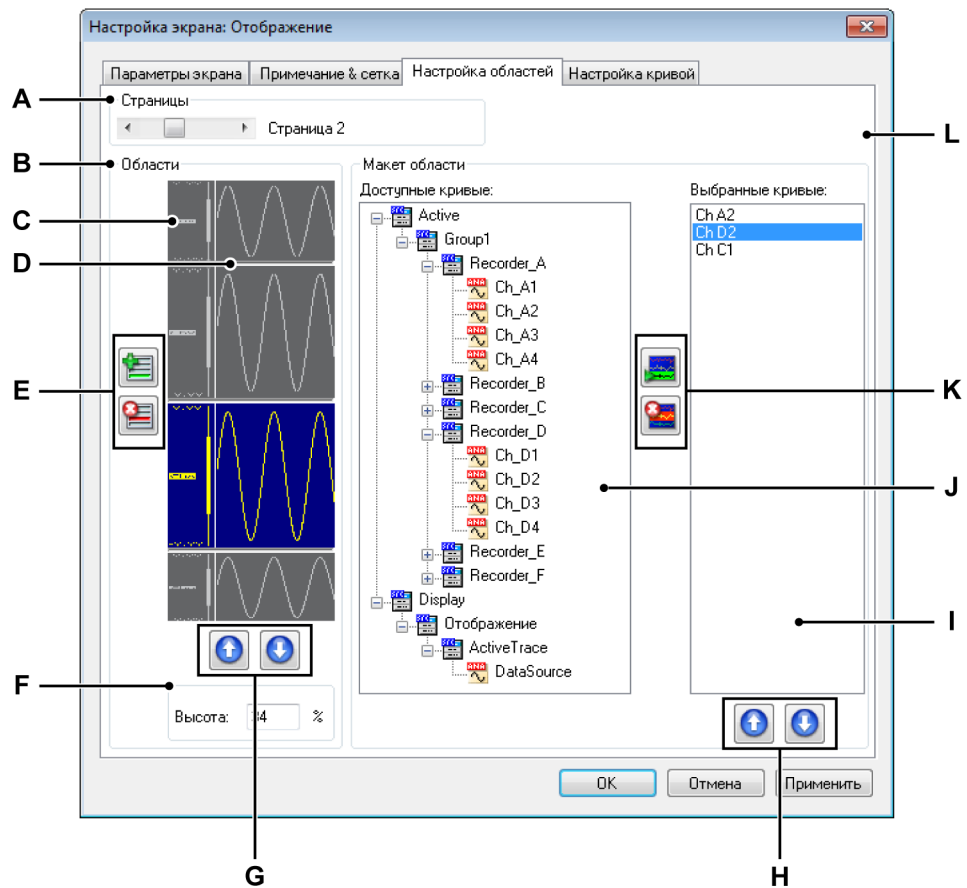 Настройка экрана: Отображение
Параметры экрана
Примечание & сетка
Настройка областей
Настройка кривой
A
Страницы
Страница 2
L
B
Области
Макет области
Доступные кривые:
Выбранные кривые:
C
D
E
Active
Group1
Recorder_A
Ch_A1
Ch_A2
Ch_A3
Ch_A4
Recorder_B
Recorder_C
Recorder_D
Ch_D1
Ch_D2
Ch_D3
Ch_D4
Recorder_E
Recorder_F
Display
Отображение
ActiveTrace
DataSource
Ch A2
Ch D2
Ch C1
K
J
I
F
Высота:
%
OK
Отмена
Применить
G
H